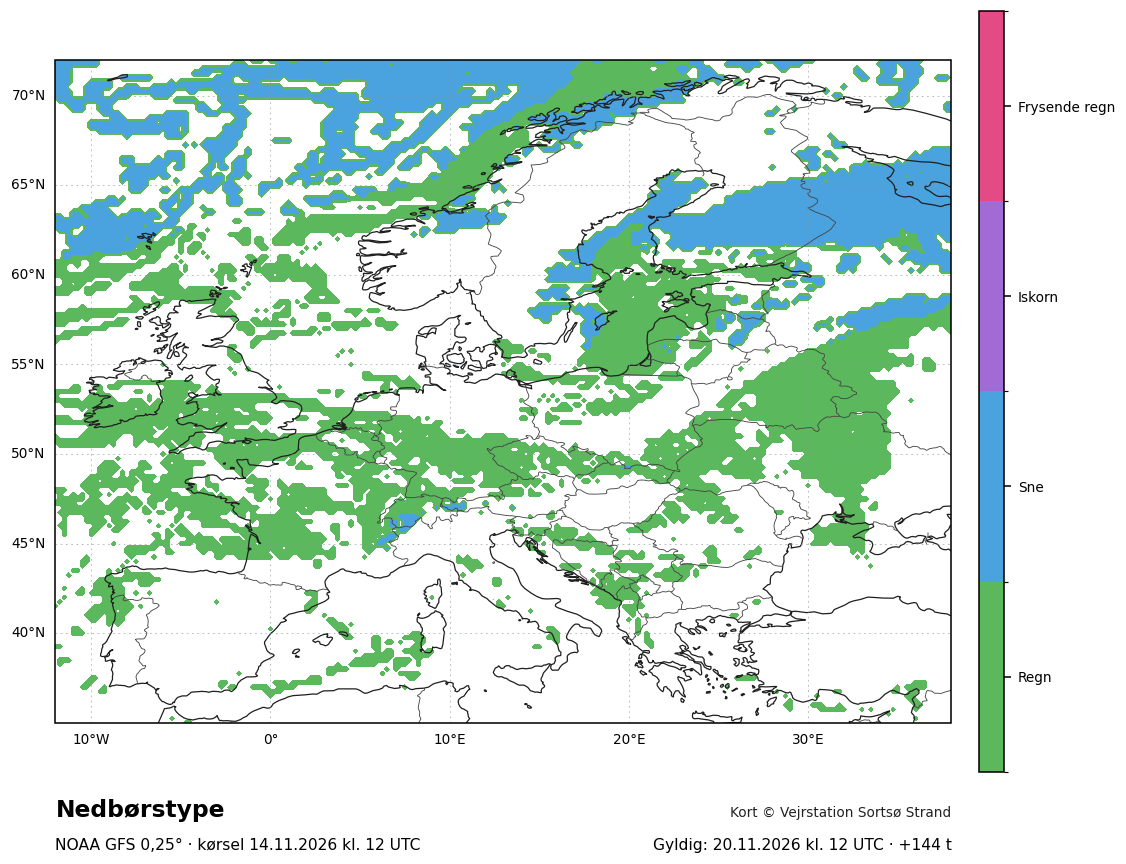 Frysende regn
Iskorn
Sne
Regn
70°N
65°N
60°N
55°N
50°N
45°N
40°N
10°W
0°
10°E
20°E
30°E
Nedbørstype
Kort © Vejrstation Sortsø Strand
NOAA GFS 0,25° · kørsel 14.11.2026 kl. 12 UTC
Gyldig: 20.11.2026 kl. 12 UTC · +144 t